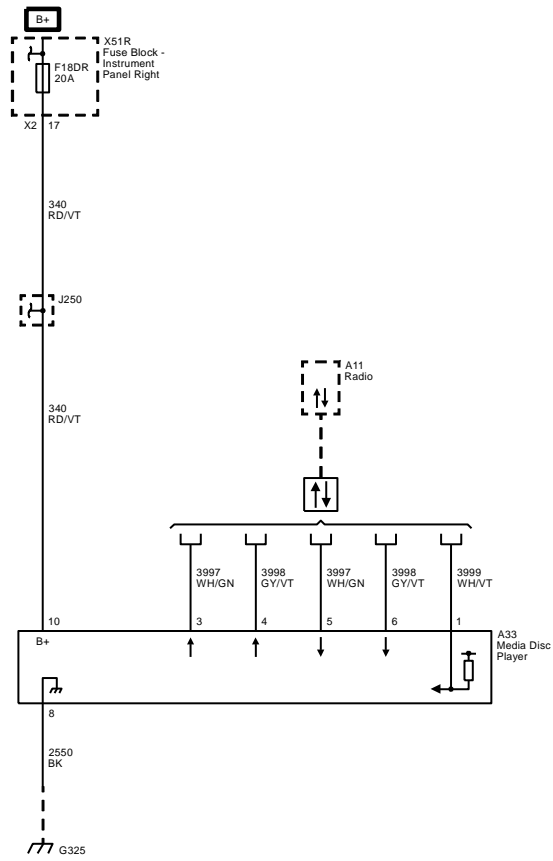 B+
X51R
Fuse Block -
Instrument
Panel Right
F18DR
20A
X2 17
340
RD/VT
J250
A11
Radio
340
RD/VT
3997
WH/GN
3998
GY/VT
3997
WH/GN
3998
GY/VT
3999
WH/VT
10 3 4 5 6 1
A33
Media Disc
Player
B+
8
2550
BK
G325